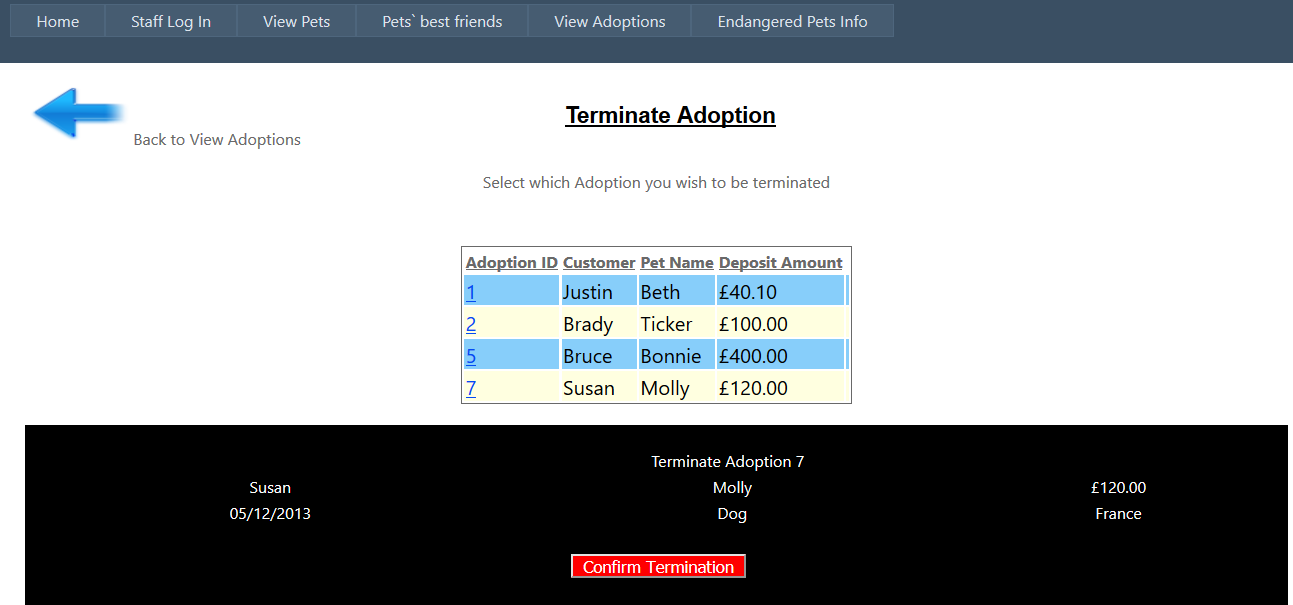 Home Staff Log In View Pets Pets` best friends View Adoptions Endangered Pets Info
Terminate Adoption
Back to View Adoptions
Select which Adoption you wish to be terminated
Adoption ID Customer Pet Name Deposit Amount
1 Justin Beth £40.10
2 Brady Ticker £100.00
5 Bruce Bonnie £400.00
7 Susan Molly £120.00
Terminate Adoption 7
Susan Molly £120.00
05/12/2013 Dog France
Confirm Termination